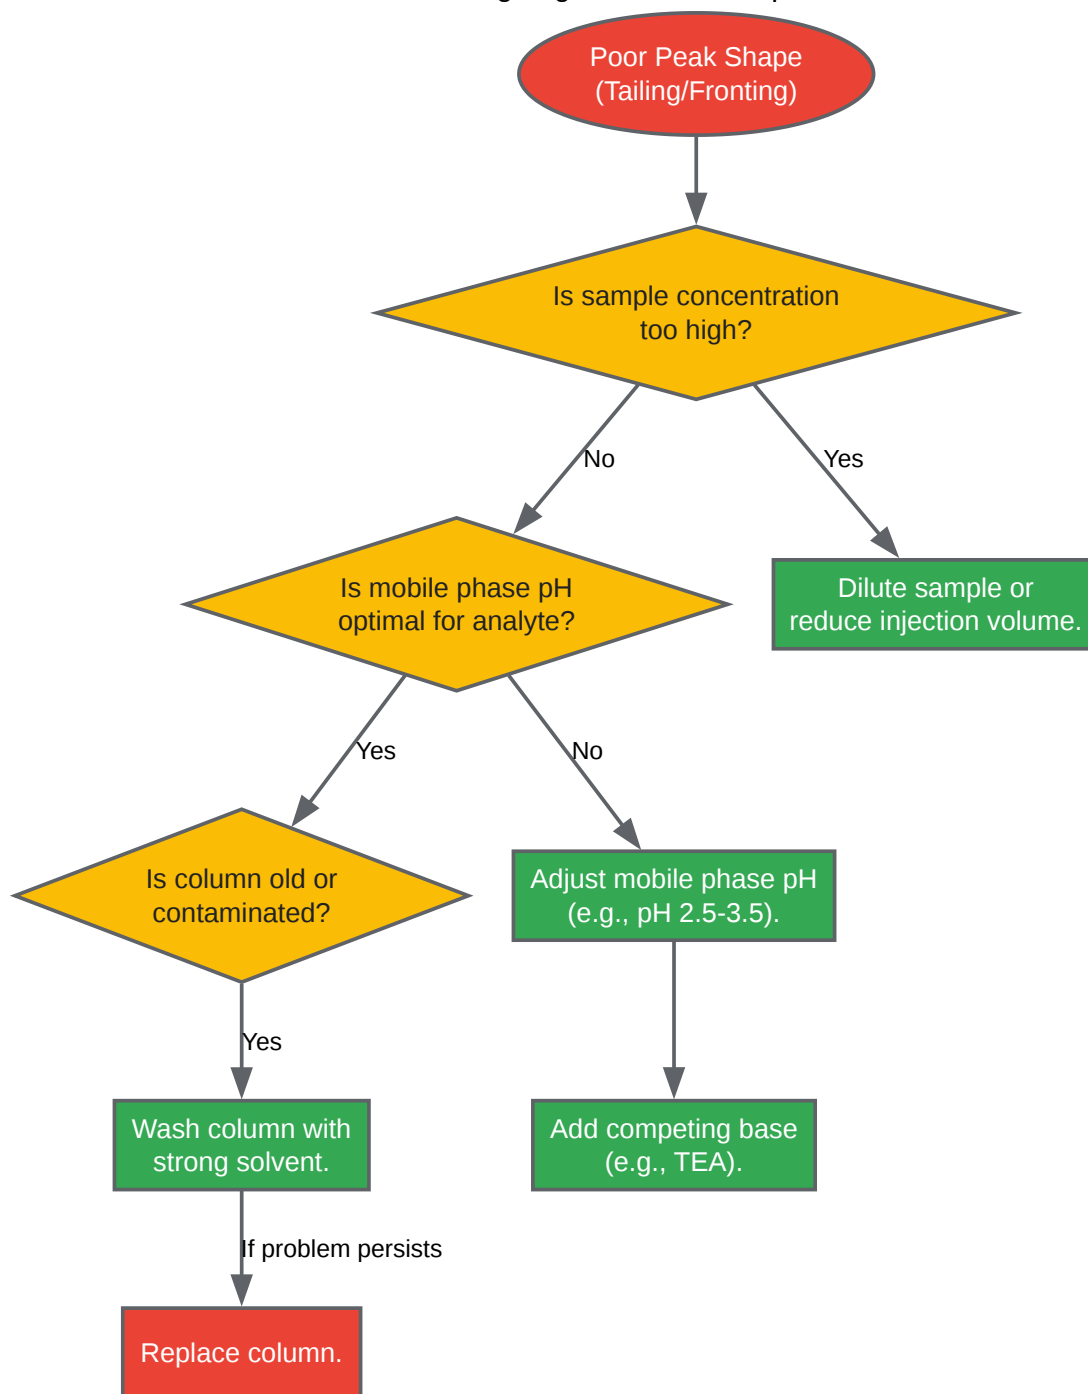 Poor Peak Shape
(Tailing/Fronting)
Is sample concentration
too high?
No
Yes
Is mobile phase pH
optimal for analyte?
Dilute sample or
reduce injection volume.
Yes
No
Is column old or
contaminated?
Adjust mobile phase pH
(e.g., pH 2.5-3.5).
Yes
Wash column with
strong solvent.
Add competing base
(e.g., TEA).
If problem persists
Replace column.